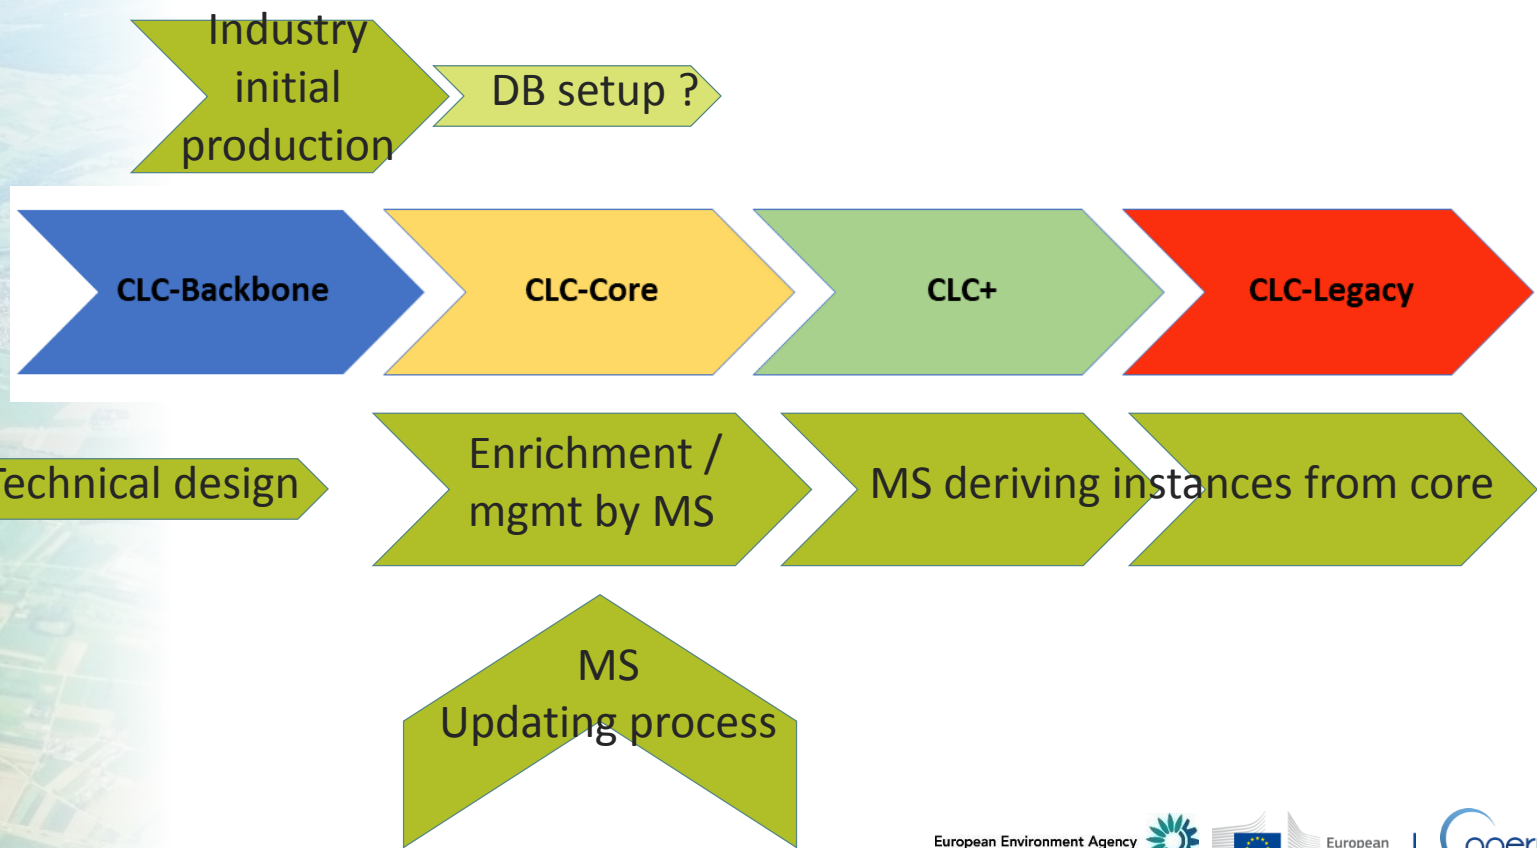 Industry
initial
production
DB setup ?
CLC-Backbone
CLC-Core
CLC+
CLC-Legacy
Technical design
Enrichment /
mgmt by MS
MS deriving instances from core
MS
Updating process
European Environment Agency
European